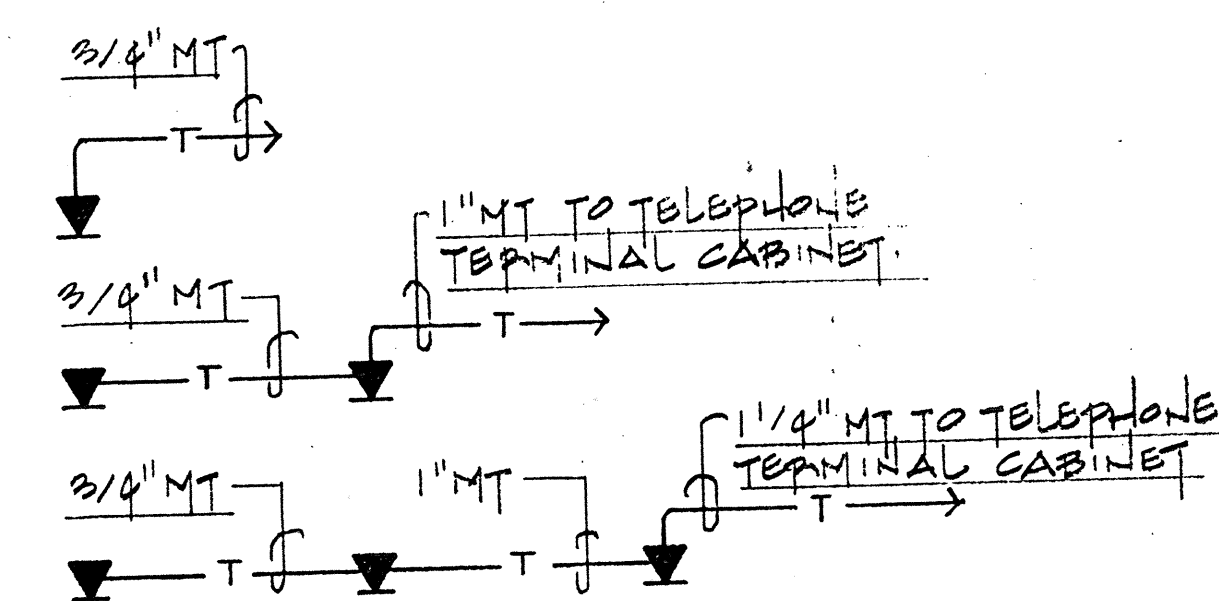 3/4" MT
T
1" MT TO TELEPHONE
TERMINAL CABINET.
3/4" MT
T
T
1 1/4" MT TO TELEPHONE
TERMINAL CABINET
3/4" MT
1" MT
T
T
T